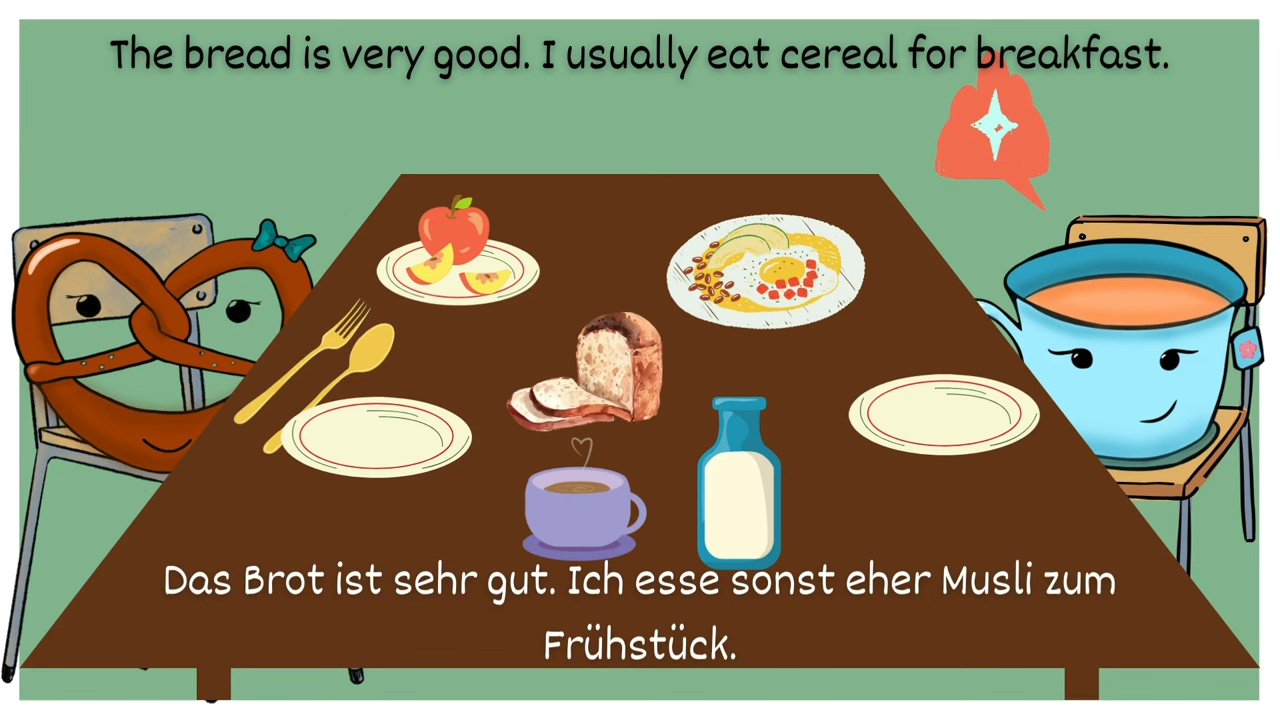 The bread is very good. I usually eat cereal for breakfast.
Das Brot ist sehr gut. Ich esse sonst eher Musli zum
Frühstück.